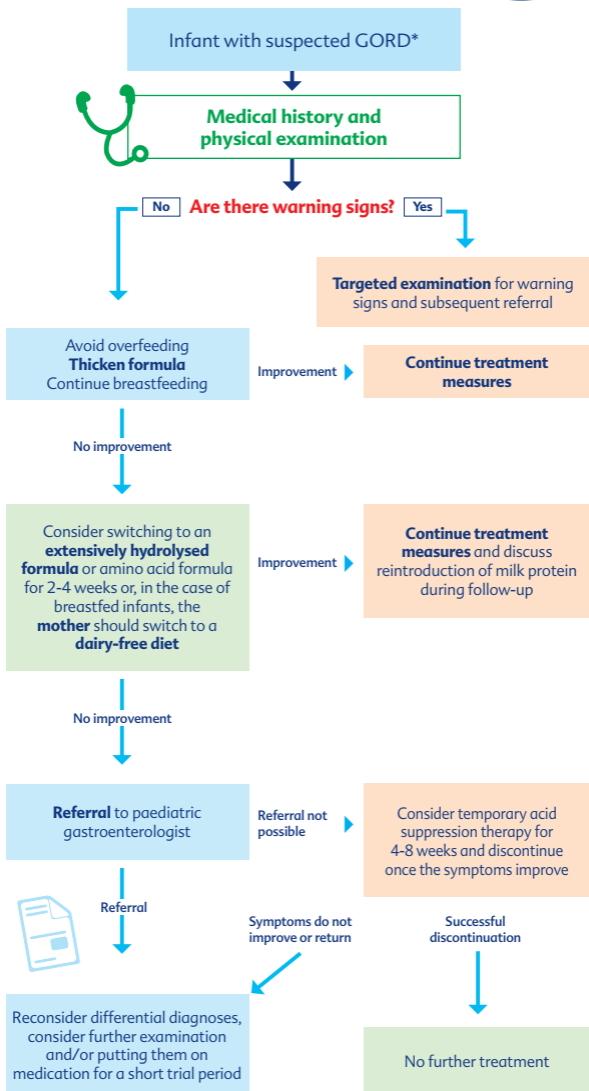 Infant with suspected GORD*
Medical history and
physical examination
No
Are there warning signs?
Yes
Targeted examination for warning
signs and subsequent referral
Avoid overfeeding
Thicken formula
Continue breastfeeding
Improvement
Continue treatment
measures
No improvement
Consider switching to an
extensively hydrolysed
formula or amino acid formula
for 2-4 weeks or, in the case of
breastfed infants, the
mother should switch to a
dairy-free diet
Improvement
Continue treatment
measures and discuss
reintroduction of milk protein
during follow-up
No improvement
Referral to paediatric
gastroenterologist
Referral not
possible
Consider temporary acid
suppression therapy for
4-8 weeks and discontinue
once the symptoms improve
Referral
Symptoms do not
improve or return
Successful
discontinuation
Reconsider differential diagnoses,
consider further examination
and/or putting them on
medication for a short trial period
No further treatment